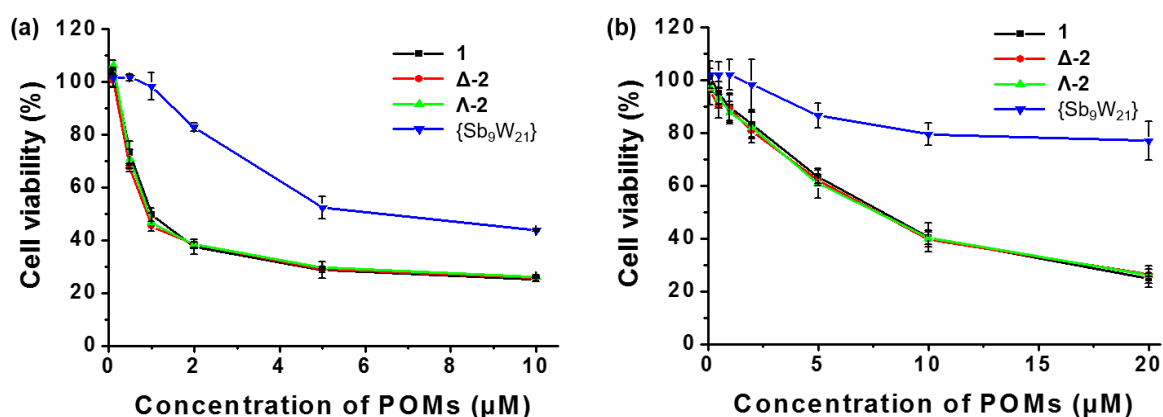 (a)
1
Δ-2
Λ-2
{Sb₉W₂₁}
Cell viability (%)
120
100
80
60
40
20
0
0 2 4 6 8 10
Concentration of POMs (μM)
(b)
1
Δ-2
Λ-2
{Sb₉W₂₁}
Cell viability (%)
120
100
80
60
40
20
0
0 5 10 15 20
Concentration of POMs (μM)